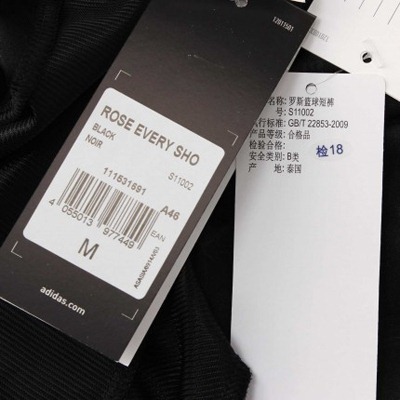 12011501
ROSE EVERY SHO
BLACK
NOIR
S11002
111631691
A46
4 055013 977449
EAN
M
adidas.com
名称: 罗斯篮球短裤
号: S11002
执行标准: GB/T 22853-2009
产品等级: 合格品
检验合格:
检18
安全类别: B类
产 地: 泰国